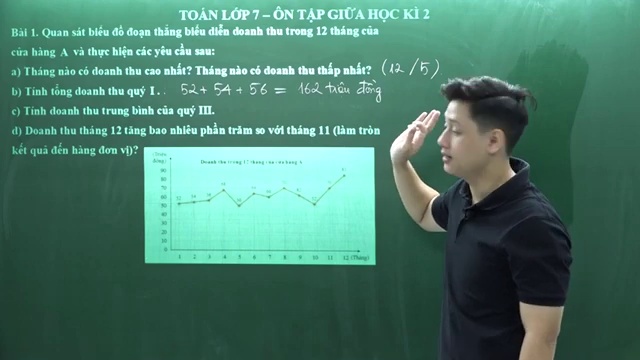 TOÁN LỚP 7 – ÔN TẬP GIỮA HỌC KÌ 2
Bài 1. Quan sát biểu đồ đoạn thẳng biểu diễn doanh thu trong 12 tháng của
cửa hàng A và thực hiện các yêu cầu sau:
a) Tháng nào có doanh thu cao nhất? Tháng nào có doanh thu thấp nhất? (12/5)
b) Tính tổng doanh thu quý I.. 52 + 54 + 56 = 162 triệu đồng
c) Tính doanh trung bình của quý III.
d) Doanh thu tháng 12 tăng bao nhiêu phần trăm so với tháng 11 (làm tròn
kết quả đến hàng đơn vị)?
Doanh thu trong 12 tháng của cửa hàng A
90
80
70
60
50
40
30
20
10
0
1 2 3 4 5 6 7 8 9 10 11 12 (Tháng)